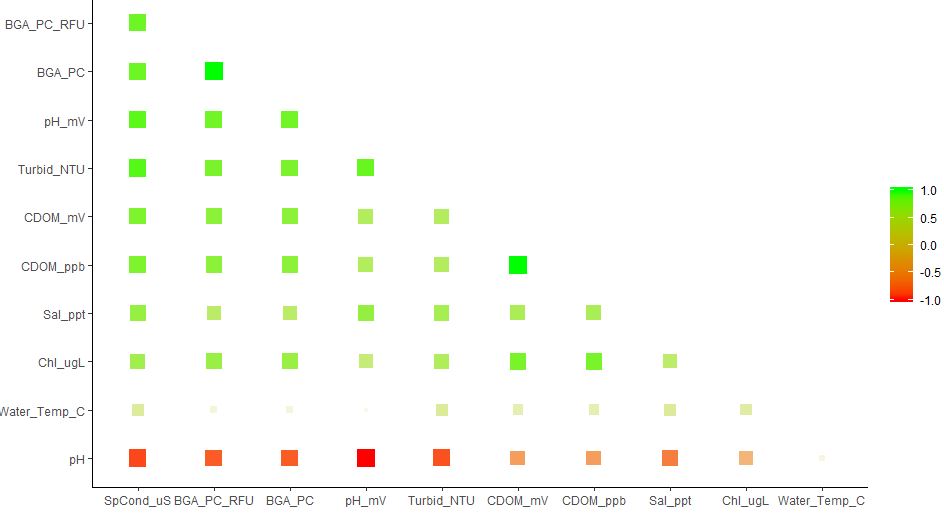 BGA_PC_RFU
BGA_PC
pH_mV
Turbid_NTU
CDOM_mV
CDOM_ppb
Sal_ppt
Chl_ugL
Water_Temp_C
pH
SpCond_uS BGA_PC_RFU BGA_PC pH_mV Turbid_NTU CDOM_mV CDOM_ppb Sal_ppt Chl_ugL Water_Temp_C
1.0
0.5
0.0
-0.5
-1.0